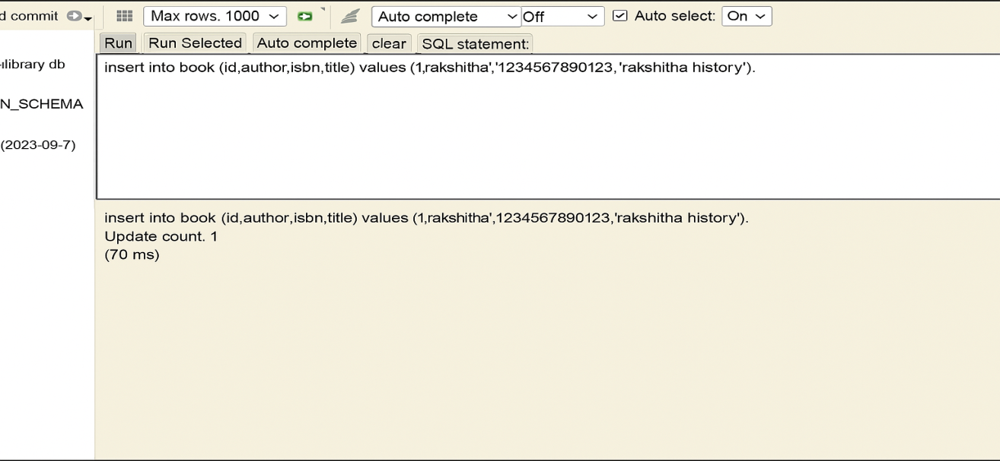 d commit Max rows. 1000 Auto complete Off Auto select: On
Run Run Selected Auto complete clear SQL statement:
library db
insert into book (id,author,isbn,title) values (1,rakshitha','1234567890123,'rakshitha history').
N_SCHEMA
(2023-09-7)
insert into book (id,author,isbn,title) values (1,rakshitha',1234567890123,'rakshitha history').
Update count. 1
(70 ms)